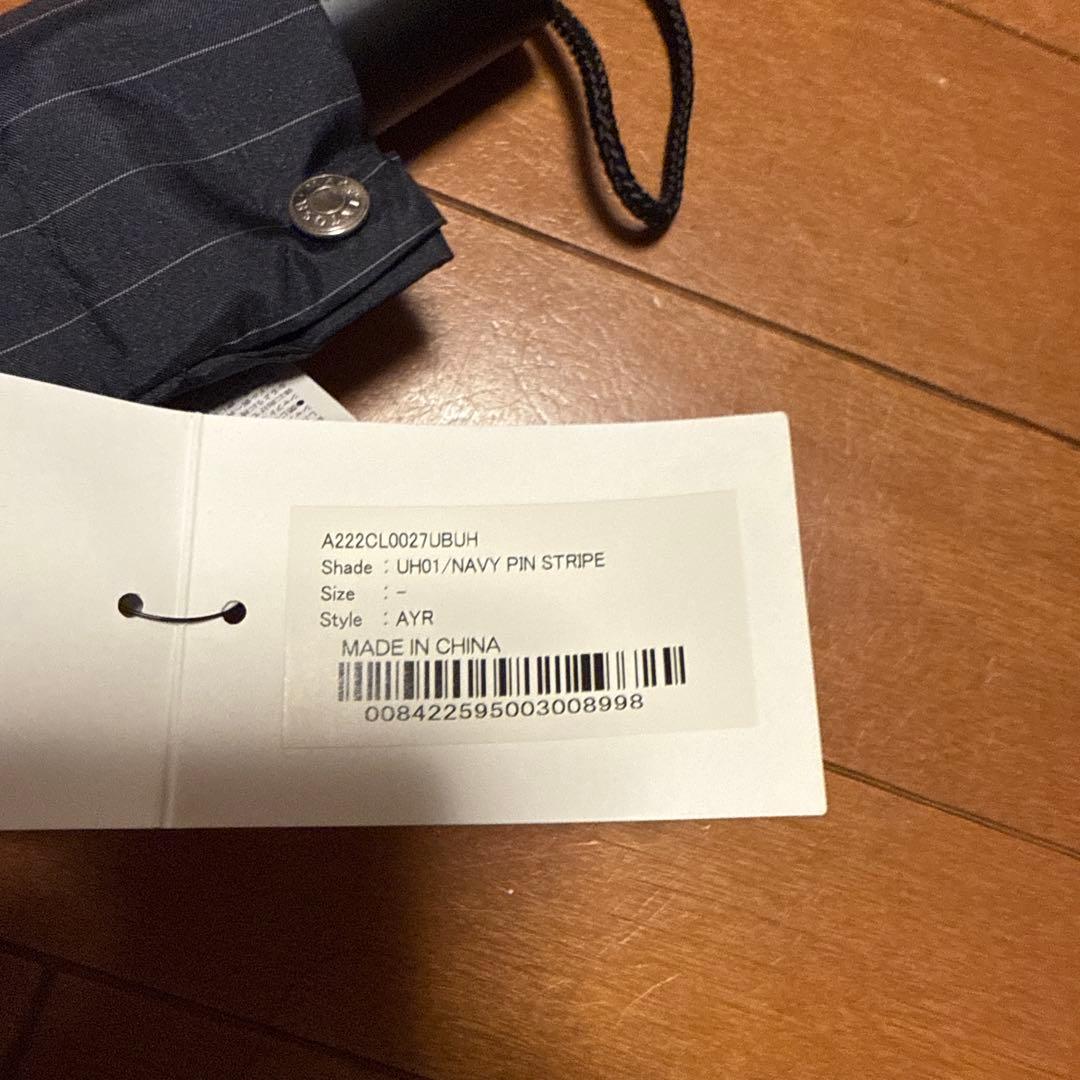 A222CL0027UBUH
Shade : UH01/NAVY PIN STRIPE
Size : -
Style : AYR
MADE IN CHINA
008422595003008998